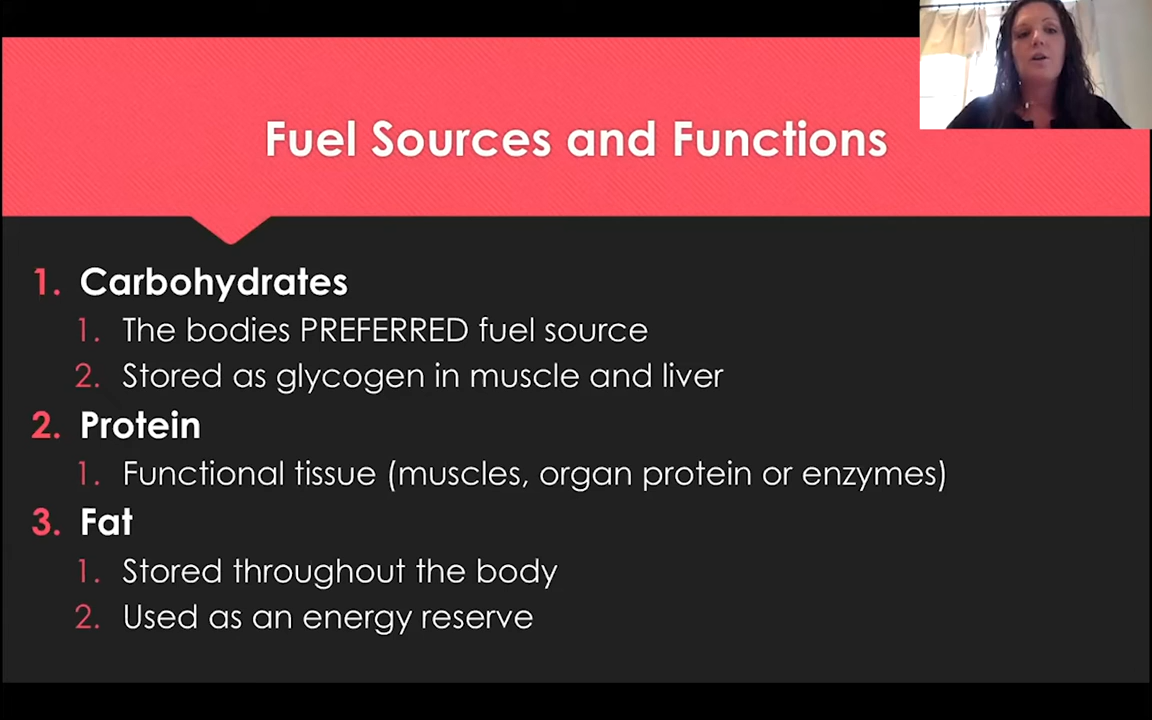 Fuel Sources and Functions
1. Carbohydrates
1. The bodies PREFERRED fuel source
2. Stored as glycogen in muscle and liver
2. Protein
1. Functional tissue (muscles, organ protein or enzymes)
3. Fat
1. Stored throughout the body
2. Used as an energy reserve